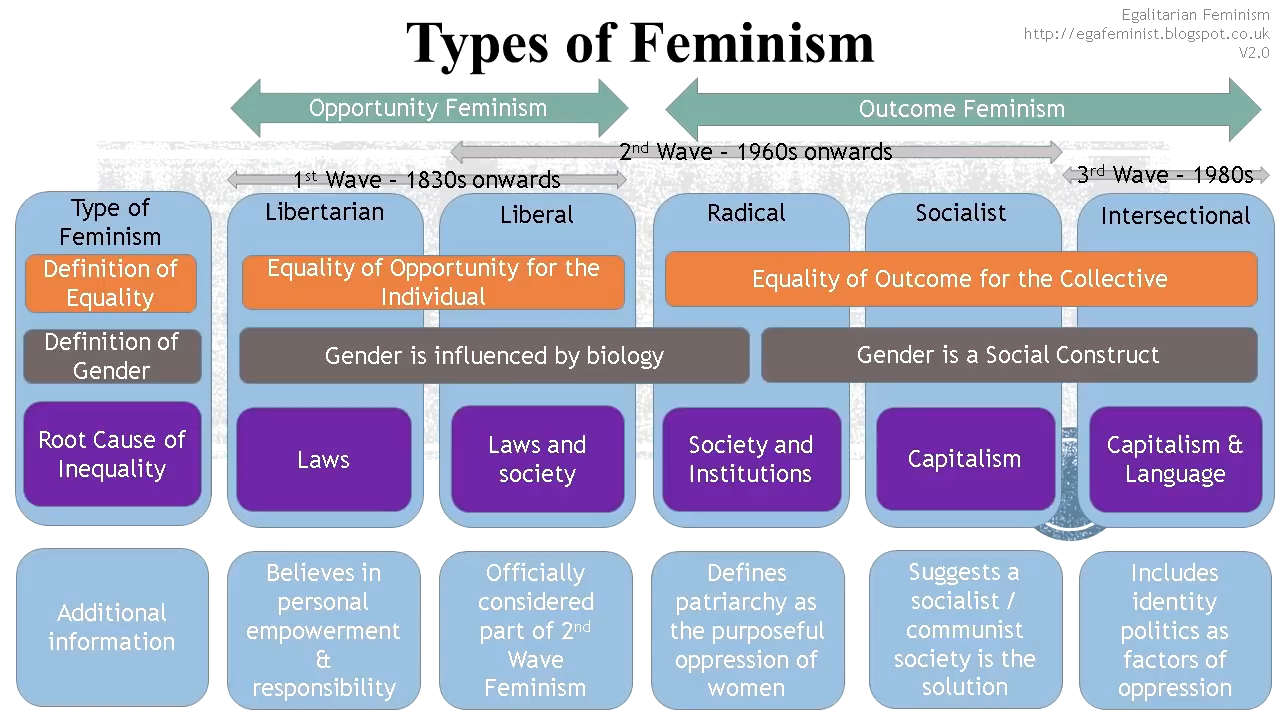 Types of Feminism
Egalitarian Feminism
http://egafeminist.blogspot.co.uk
V2.0
Opportunity Feminism
Outcome Feminism
2nd Wave – 1960s onwards
1st Wave – 1830s onwards
3rd Wave – 1980s
Type of
Feminism
Libertarian
Liberal
Radical
Socialist
Intersectional
Definition of
Equality
Equality of Opportunity for the
Individual
Equality of Outcome for the Collective
Definition of
Gender
Gender is influenced by biology
Gender is a Social Construct
Root Cause of
Inequality
Laws
Laws and
society
Society and
Institutions
Capitalism
Capitalism &
Language
Additional
information
Believes in
personal
empowerment
&
responsibility
Officially
considered
part of 2nd
Wave
Feminism
Defines
patriarchy as
the purposeful
oppression of
women
Suggests a
socialist /
communist
society is the
solution
Includes
identity
politics as
factors of
oppression